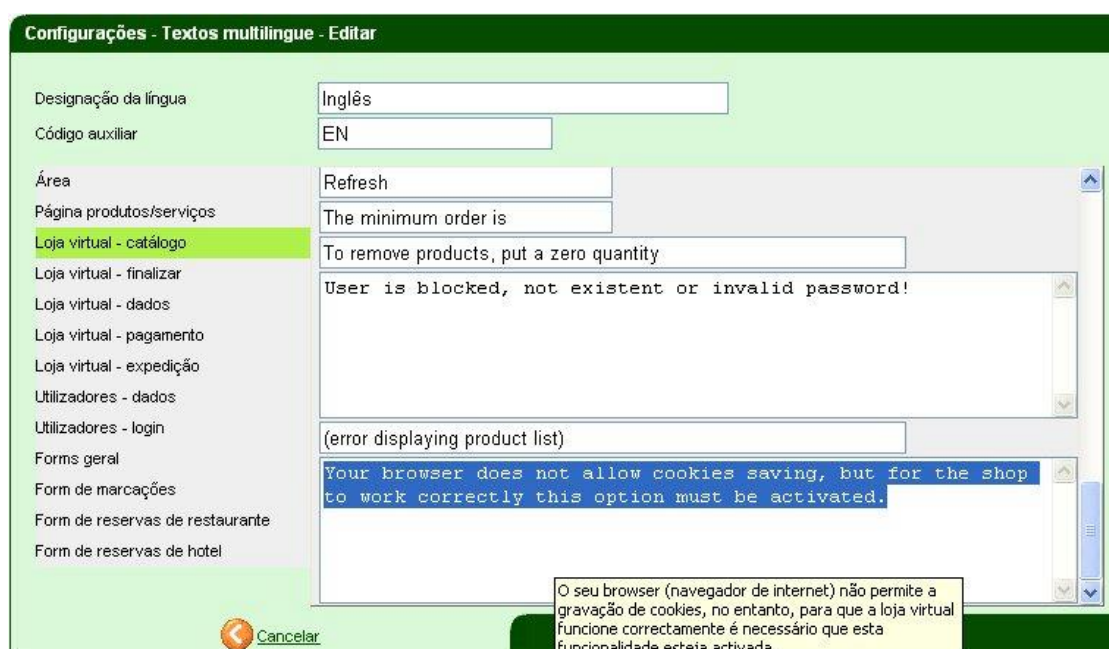 Configurações - Textos multilingue - Editar
Designação da língua
Inglês
Código auxiliar
EN
Área
Página produtos/serviços
Loja virtual - catálogo
Loja virtual - finalizar
Loja virtual - dados
Loja virtual - pagamento
Loja virtual - expedição
Utilizadores - dados
Utilizadores - login
Forms geral
Form de marcações
Form de reservas de restaurante
Form de reservas de hotel
Refresh
The minimum order is
To remove products, put a zero quantity
User is blocked, not existent or invalid password!
(error displaying product list)
Your browser does not allow cookies saving, but for the shop
to work correctly this option must be activated.
O seu browser (navegador de internet) não permite a
gravação de cookies, no entanto, para que a loja virtual
funcione correctamente é necessário que esta
funcionalidade esteja activada
Cancelar